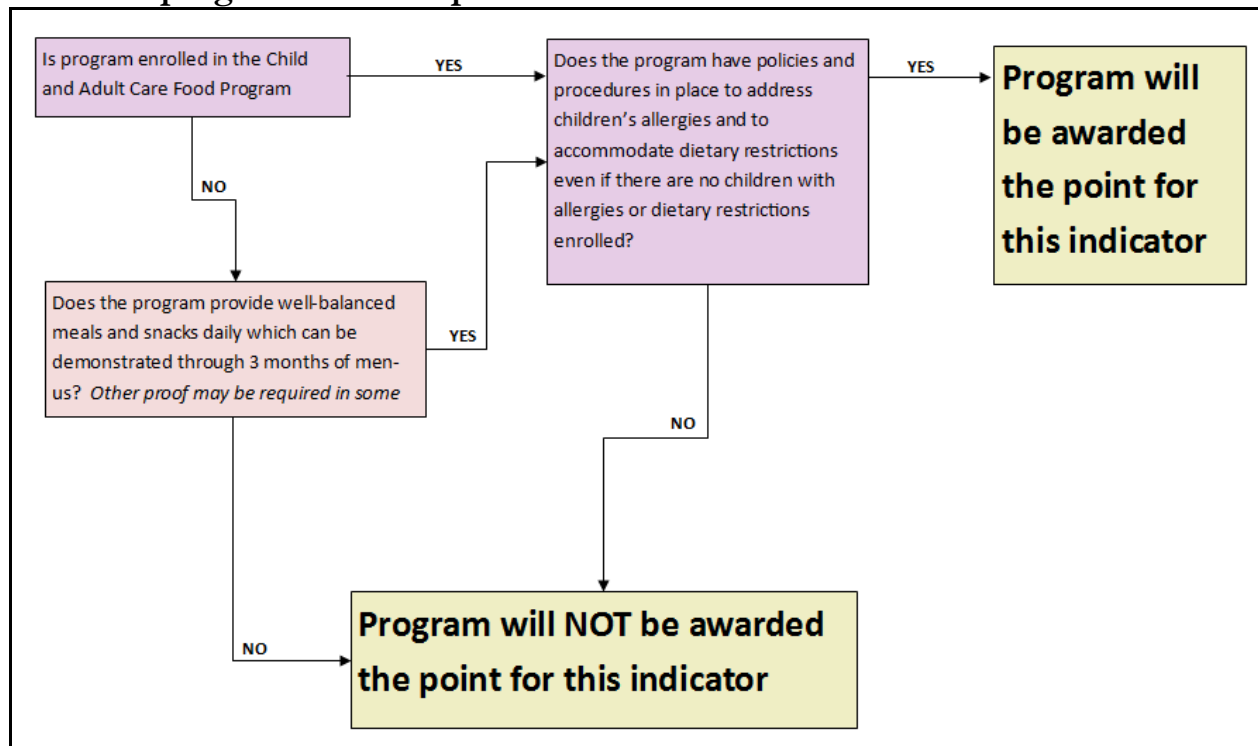 Is program enrolled in the Child
and Adult Care Food Program
YES
Does the program have policies and
procedures in place to address
children's allergies and to
accommodate dietary restrictions
even if there are no children with
allergies or dietary restrictions
enrolled?
YES
Program will
be awarded
the point for
this indicator
NO
Does the program provide well-balanced
meals and snacks daily which can be
demonstrated through 3 months of men-
us? Other proof may be required in some
YES
NO
NO
Program will NOT be awarded
the point for this indicator